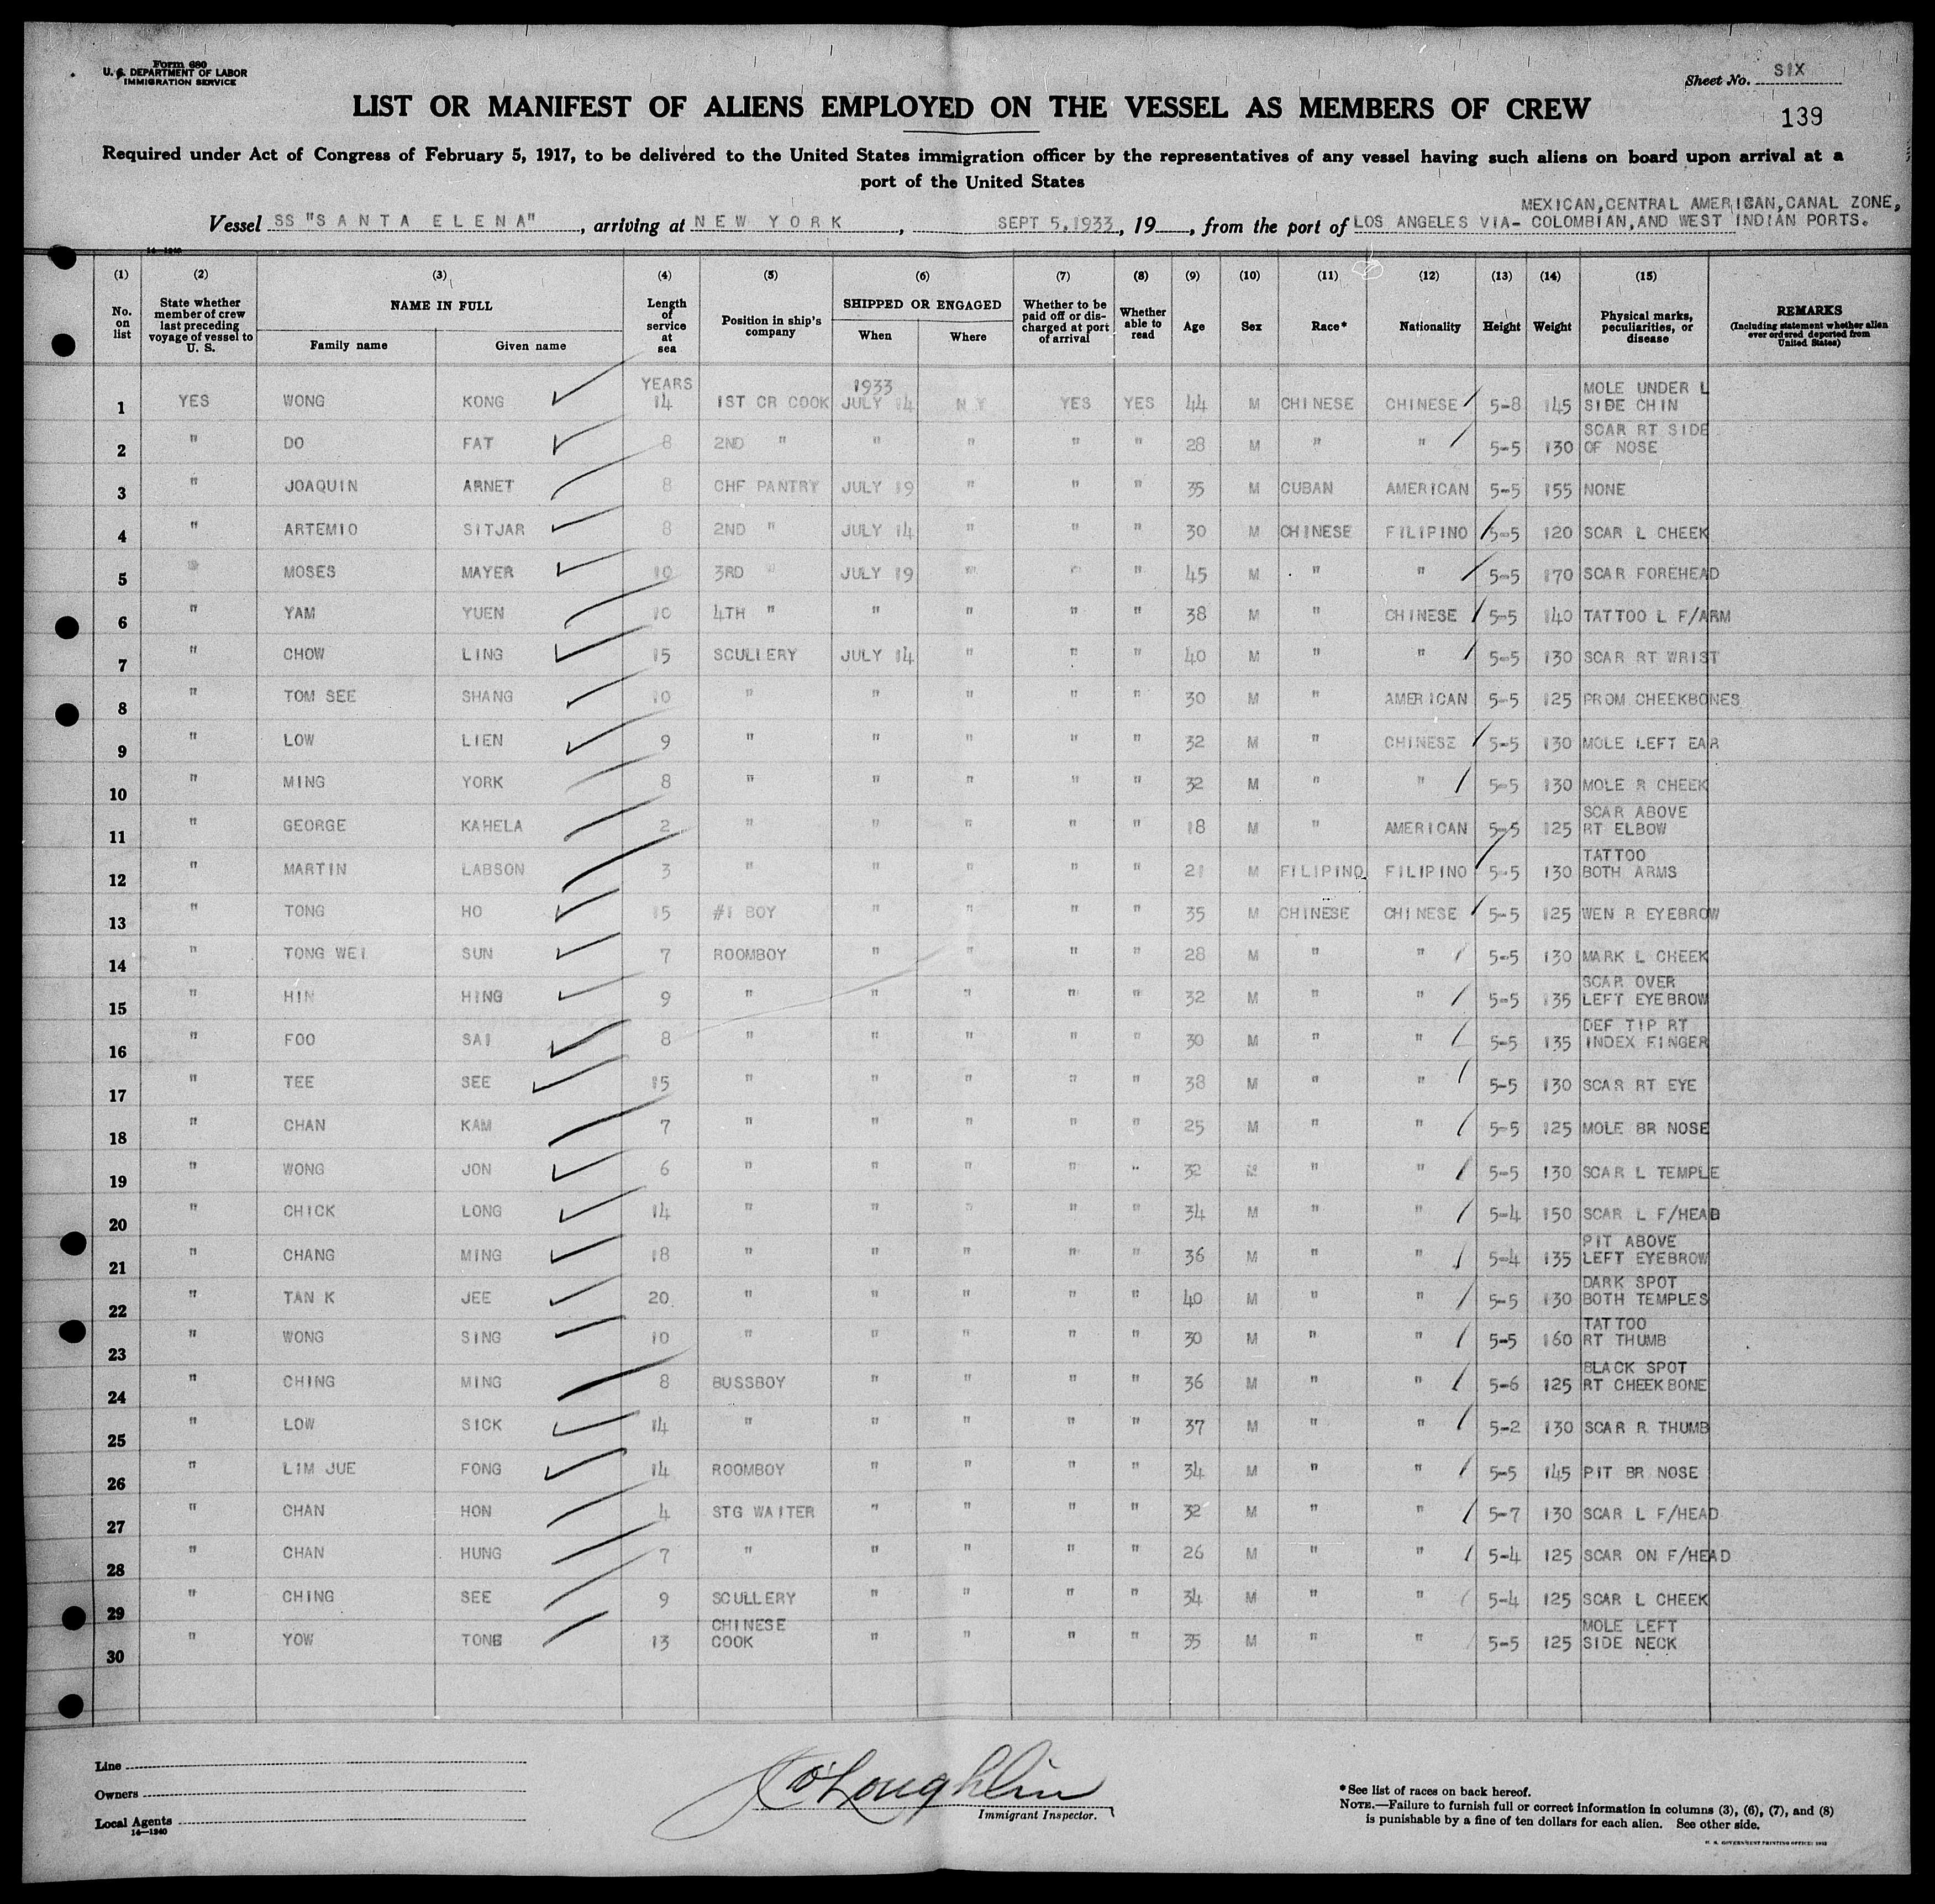 Form 680
U. S. DEPARTMENT OF LABOR
IMMIGRATION SERVICE
Sheet No. SIX
139
LIST OR MANIFEST OF ALIENS EMPLOYED ON THE VESSEL AS MEMBERS OF CREW
Required under Act of Congress of February 5, 1917, to be delivered to the United States immigration officer by the representatives of any vessel having such aliens on board upon arrival at a
port of the United States
MEXICAN, CENTRAL AMERICAN, CANAL ZONE,
Vessel SS "SANTA ELENA", arriving at NEW YORK, SEPT 5, 1933, 19, from the port of LOS ANGELES VIA- COLOMBIAN, AND WEST INDIAN PORTS.
14—1240
(1) (2) (3) (4) (5) (6) (7) (8) (9) (10) (11) (12) (13) (14) (15)
No. on list | State whether member of crew last preceding voyage of vessel to U. S. | NAME IN FULL Family name Given name | Length of service at sea | Position in ship's company | SHIPPED OR ENGAGED When Where | Whether to be paid off or discharged at port of arrival | Whether able to read | Age | Sex | Race* | Nationality | Height | Weight | Physical marks, peculiarities, or disease | REMARKS (Including statement whether alien ever ordered deported from United States)
1 YES WONG KONG YEARS 14 1ST CR COOK 1933 JULY 14 N Y YES YES 44 M CHINESE CHINESE 5-8 145 MOLE UNDER L SIDE CHIN
2 " DO FAT 8 2ND " " " " " 28 M " " 5-5 130 SCAR RT SIDE OF NOSE
3 " JOAQUIN ARNET 8 CHF PANTRY JULY 19 " " " 35 M CUBAN AMERICAN 5-5 155 NONE
4 " ARTEMIO SITJAR 8 2ND " JULY 14 " " " 30 M CHINESE FILIPINO 5-5 120 SCAR L CHEEK
5 " MOSES MAYER 10 3RD " JULY 19 " " " 45 M " " 5-5 170 SCAR FOREHEAD
6 " YAM YUEN 10 4TH " " " " " 38 M " CHINESE 5-5 140 TATTOO L F/ARM
7 " CHOW LING 15 SCULLERY JULY 14 " " " 40 M " " 5-5 130 SCAR RT WRIST
8 " TOM SEE SHANG 10 " " " " " 30 M " AMERICAN 5-5 125 PROM CHEEKBONES
9 " LOW LIEN 9 " " " " " 32 M " CHINESE 5-5 130 MOLE LEFT EAR
10 " MING YORK 8 " " " " " 32 M " " 5-5 130 MOLE R CHEEK
11 " GEORGE KAHELA 2 " " " " " 18 M " AMERICAN 5-5 125 SCAR ABOVE RT ELBOW
12 " MARTIN LABSON 3 " " " " " 21 M FILIPINO FILIPINO 5-5 130 TATTOO BOTH ARMS
13 " TONG HO 15 #1 BOY " " " " 35 M CHINESE CHINESE 5-5 125 WEN R EYEBROW
14 " TONG WEI SUN 7 ROOMBOY " " " " 28 M " " 5-5 130 MARK L CHEEK
15 " HIN HING 9 " " " " " 32 M " " 5-5 135 SCAR OVER LEFT EYEBROW
16 " FOO SAI 8 " " " " " 30 M " " 5-5 135 DEF TIP RT INDEX FINGER
17 " TEE SEE 15 " " " " " 38 M " " 5-5 130 SCAR RT EYE
18 " CHAN KAM 7 " " " " " 25 M " " 5-5 125 MOLE BR NOSE
19 " WONG JON 6 " " " " " 32 M " " 5-5 130 SCAR L TEMPLE
20 " CHICK LONG 14 " " " " " 34 M " " 5-4 150 SCAR L F/HEAD
21 " CHANG MING 18 " " " " " 36 M " " 5-4 135 PIT ABOVE LEFT EYEBROW
22 " TAN K JEE 20 " " " " " 40 M " " 5-5 130 DARK SPOT BOTH TEMPLES
23 " WONG SING 10 " " " " " 30 M " " 5-5 160 TATTOO RT THUMB
24 " CHING MING 8 BUSSBOY " " " " 36 M " " 5-6 125 BLACK SPOT RT CHEEKBONE
25 " LOW SICK 14 " " " " " 37 M " " 5-2 130 SCAR R THUMB
26 " LIM JUE FONG 14 ROOMBOY " " " " 34 M " " 5-5 145 PIT BR NOSE
27 " CHAN HON 4 STG WAITER " " " " 32 M " " 5-7 130 SCAR L F/HEAD
28 " CHAN HUNG 7 " " " " " 26 M " " 5-4 125 SCAR ON F/HEAD
29 " CHING SEE 9 SCULLERY " " " " 34 M " " 5-4 125 SCAR L CHEEK
30 " YOW TONG 13 CHINESE COOK " " " " 35 M " " 5-5 125 MOLE LEFT SIDE NECK
Line
Owners
Local Agents
14—1240
O'Loughlin
Immigrant Inspector.
*See list of races on back hereof.
NOTE.—Failure to furnish full or correct information in columns (3), (6), (7), and (8)
is punishable by a fine of ten dollars for each alien. See other side.